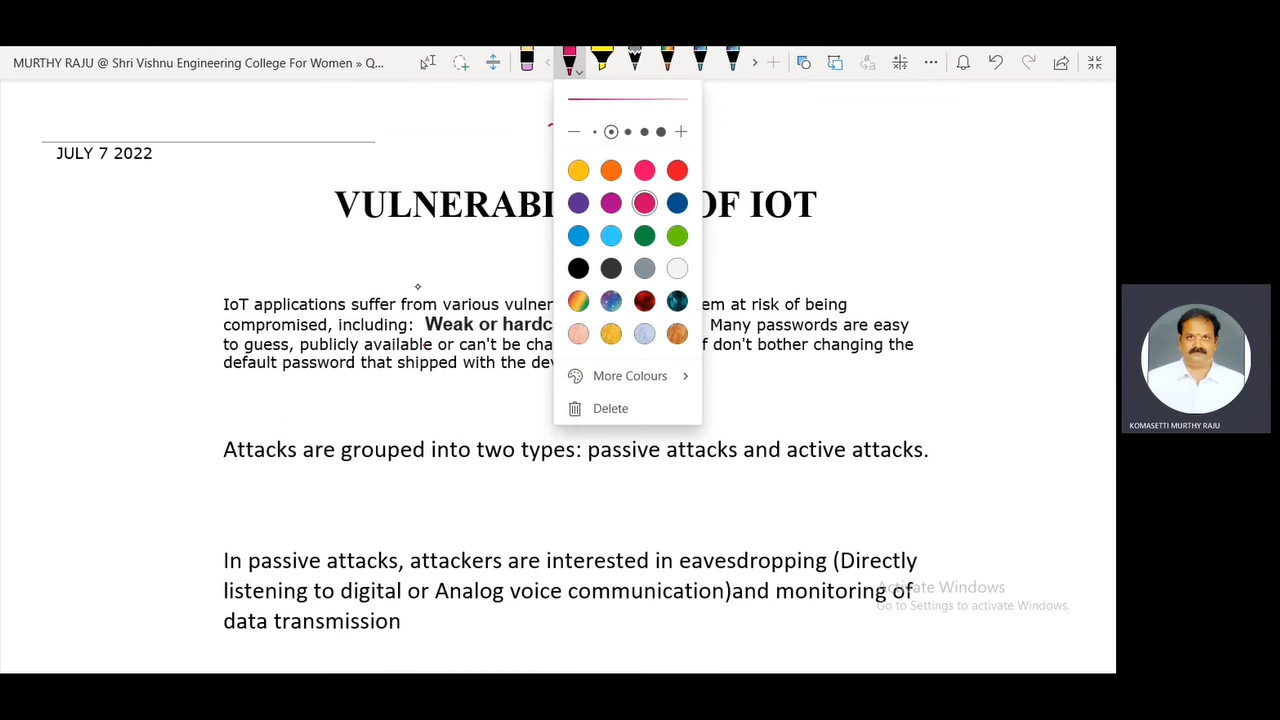 MURTHY RAJU @ Shri Vishnu Engineering College For Women » Q...
JULY 7 2022
VULNERABI OF IOT
IoT applications suffer from various vulner em at risk of being
compromised, including: Weak or hardc Many passwords are easy
to guess, publicly available or can't be cha f don't bother changing the
default password that shipped with the dev
More Colours
Delete
Attacks are grouped into two types: passive attacks and active attacks.
In passive attacks, attackers are interested in eavesdropping (Directly
listening to digital or Analog voice communication)and monitoring of
data transmission
Activate Windows
Go to Settings to activate Windows.
KOMASETTI MURTHY RAJU